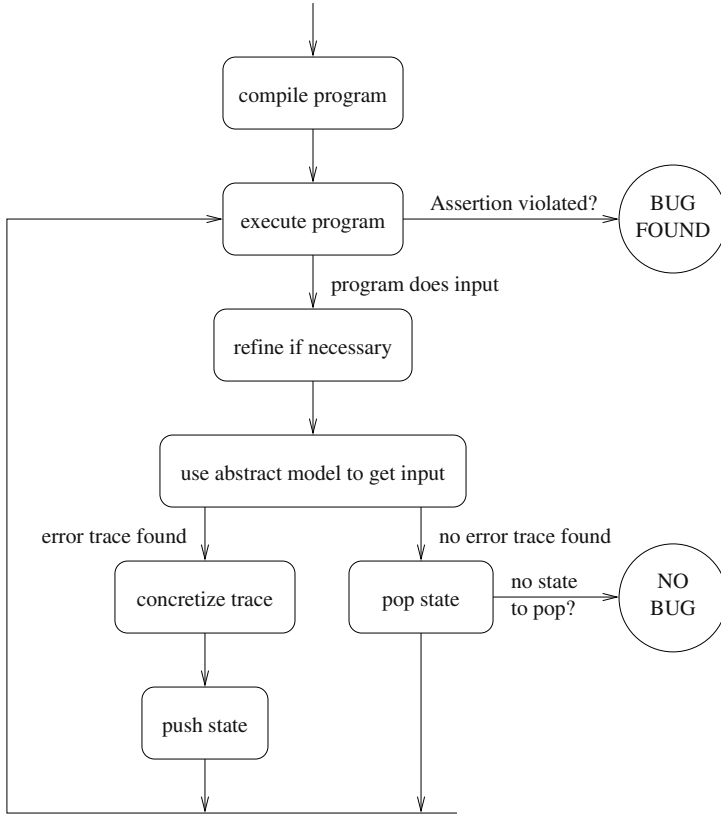 compile program
execute program
Assertion violated?
BUG
FOUND
program does input
refine if necessary
use abstract model to get input
error trace found
no error trace found
concretize trace
pop state
no state
to pop?
NO
BUG
push state